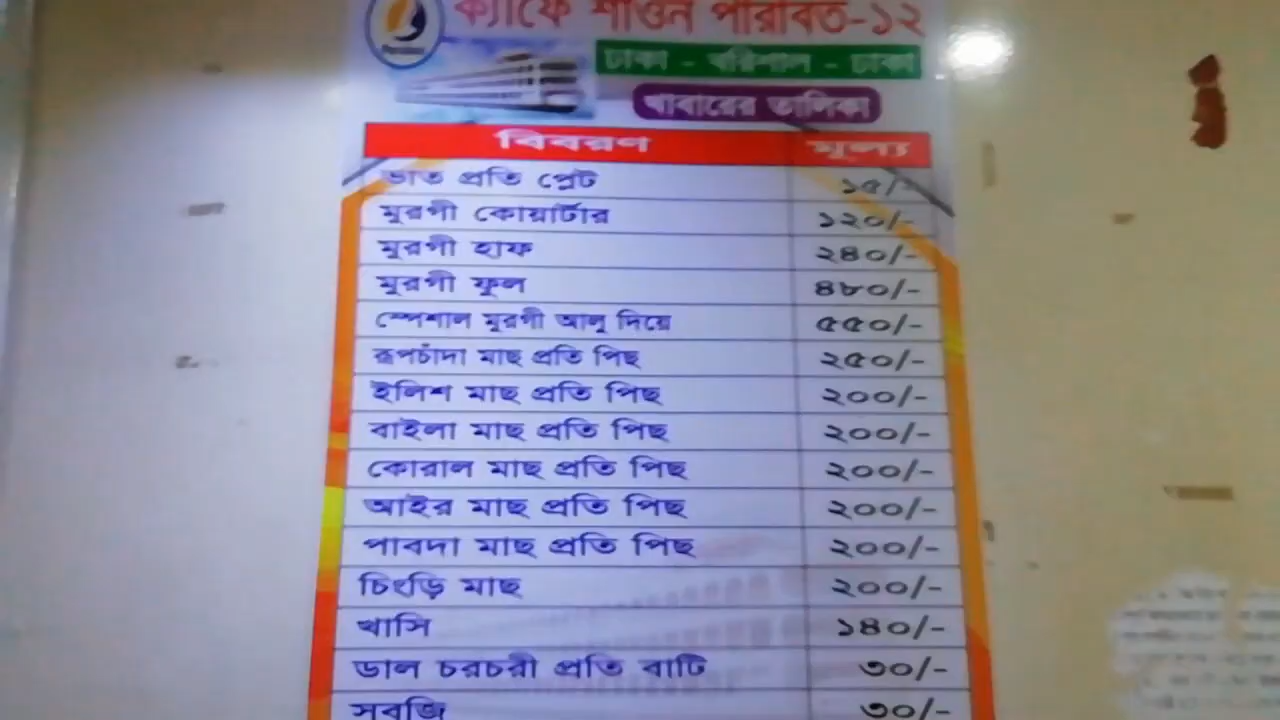 ক্যাফে শাওন পারাবত-১২
ঢাকা - বরিশাল - ঢাকা
খাবারের তালিকা
বিবরণ মূল্য
ভাত প্রতি প্লেট ১৫/-
মুরগী কোয়ার্টার ১২০/-
মুরগী হাফ ২৪০/-
মুরগী ফুল ৪৮০/-
স্পেশাল মুরগী আলু দিয়ে ৫৫০/-
রূপচাঁদা মাছ প্রতি পিছ ২৫০/-
ইলিশ মাছ প্রতি পিছ ২০০/-
বাইলা মাছ প্রতি পিছ ২০০/-
কোরাল মাছ প্রতি পিছ ২০০/-
আইর মাছ প্রতি পিছ ২০০/-
পাবদা মাছ প্রতি পিছ ২০০/-
চিংড়ি মাছ ২০০/-
খাসি ১৪০/-
ডাল চরচরী প্রতি বাটি ৩০/-
সবজি ৩০/-